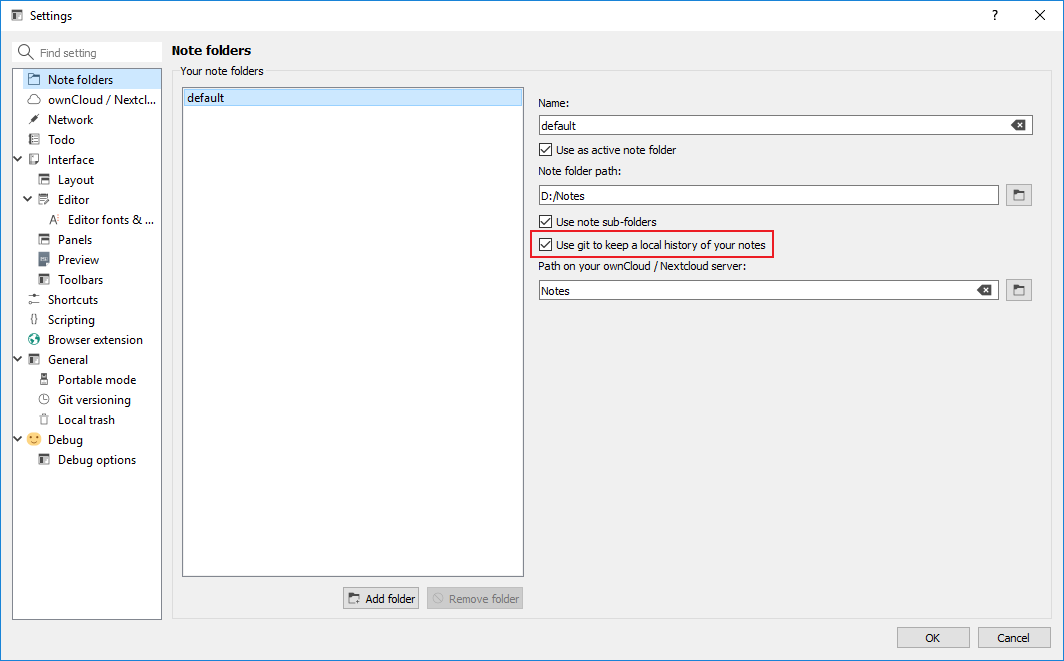 Settings
?
Find setting
Note folders
ownCloud / Nextcl...
Network
Todo
Interface
Layout
Editor
A Editor fonts & ...
Panels
Preview
Toolbars
Shortcuts
{} Scripting
Browser extension
General
Portable mode
Git versioning
Local trash
Debug
Debug options
Note folders
Your note folders
default
Add folder
Remove folder
Name:
default
Use as active note folder
Note folder path:
D:/Notes
Use note sub-folders
Use git to keep a local history of your notes
Path on your ownCloud / Nextcloud server:
Notes
OK
Cancel